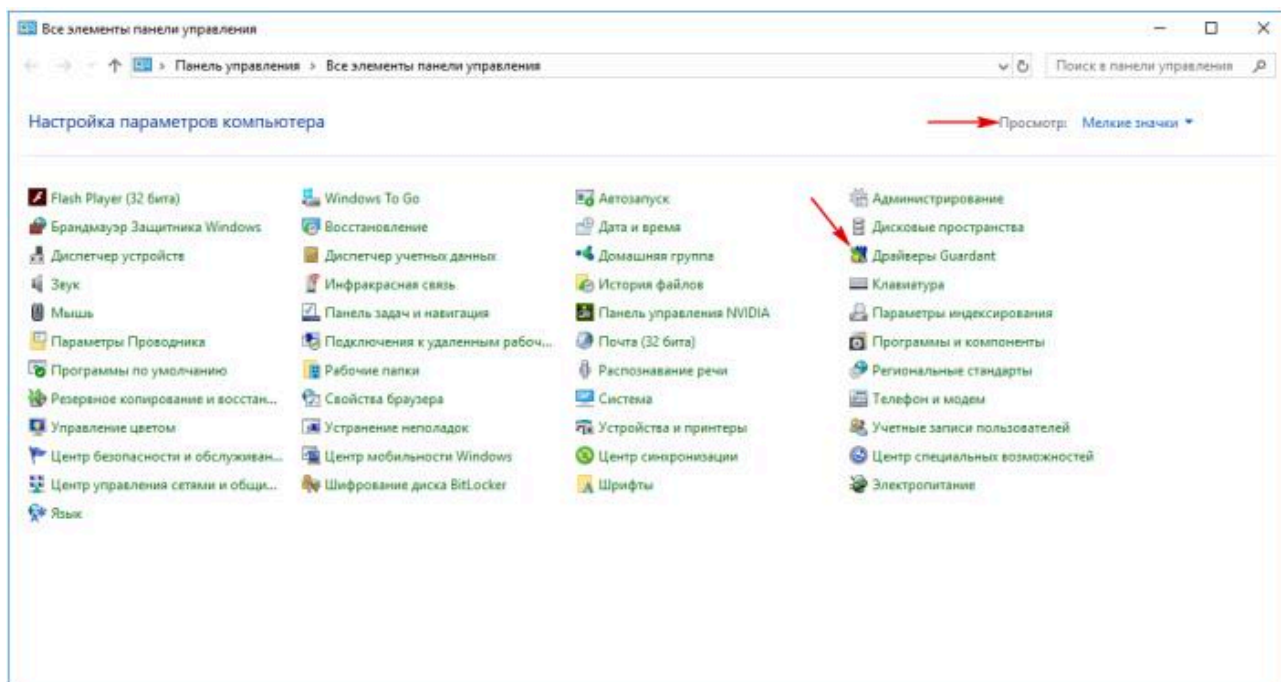 Все элементы панели управления
Панель управления > Все элементы панели управления
Поиск в панели управления
Настройка параметров компьютера
Просмотр: Мелкие значки
Flash Player (32 бита) Windows To Go Автозапуск Администрирование
Брандмауэр Защитника Windows Восстановление Дата и время Дисковые пространства
Диспетчер устройств Диспетчер учетных данных Домашняя группа Драйверы Guardant
Звук Инфракрасная связь История файлов Клавиатура
Мышь Панель задач и навигация Панель управления NVIDIA Параметры индексирования
Параметры Проводника Подключения к удаленным рабоч... Почта (32 бита) Программы и компоненты
Программы по умолчанию Рабочие папки Распознавание речи Региональные стандарты
Резервное копирование и восстан... Свойства браузера Система Телефон и модем
Управление цветом Устранение неполадок Устройства и принтеры Учетные записи пользователей
Центр безопасности и обслуживан... Центр мобильности Windows Центр синхронизации Центр специальных возможностей
Центр управления сетями и общи... Шифрование диска BitLocker Шрифты Электропитание
Язык